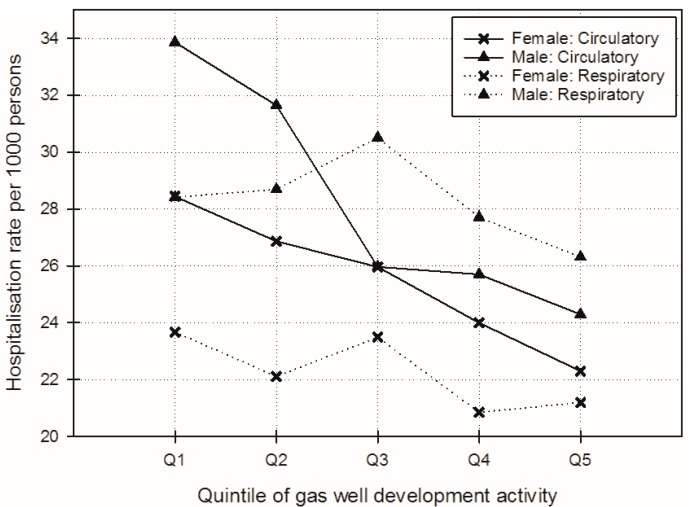 34
32
30
28
26
24
22
20
Hospitalisation rate per 1000 persons
Female: Circulatory
Male: Circulatory
Female: Respiratory
Male: Respiratory
Q1 Q2 Q3 Q4 Q5
Quintile of gas well development activity